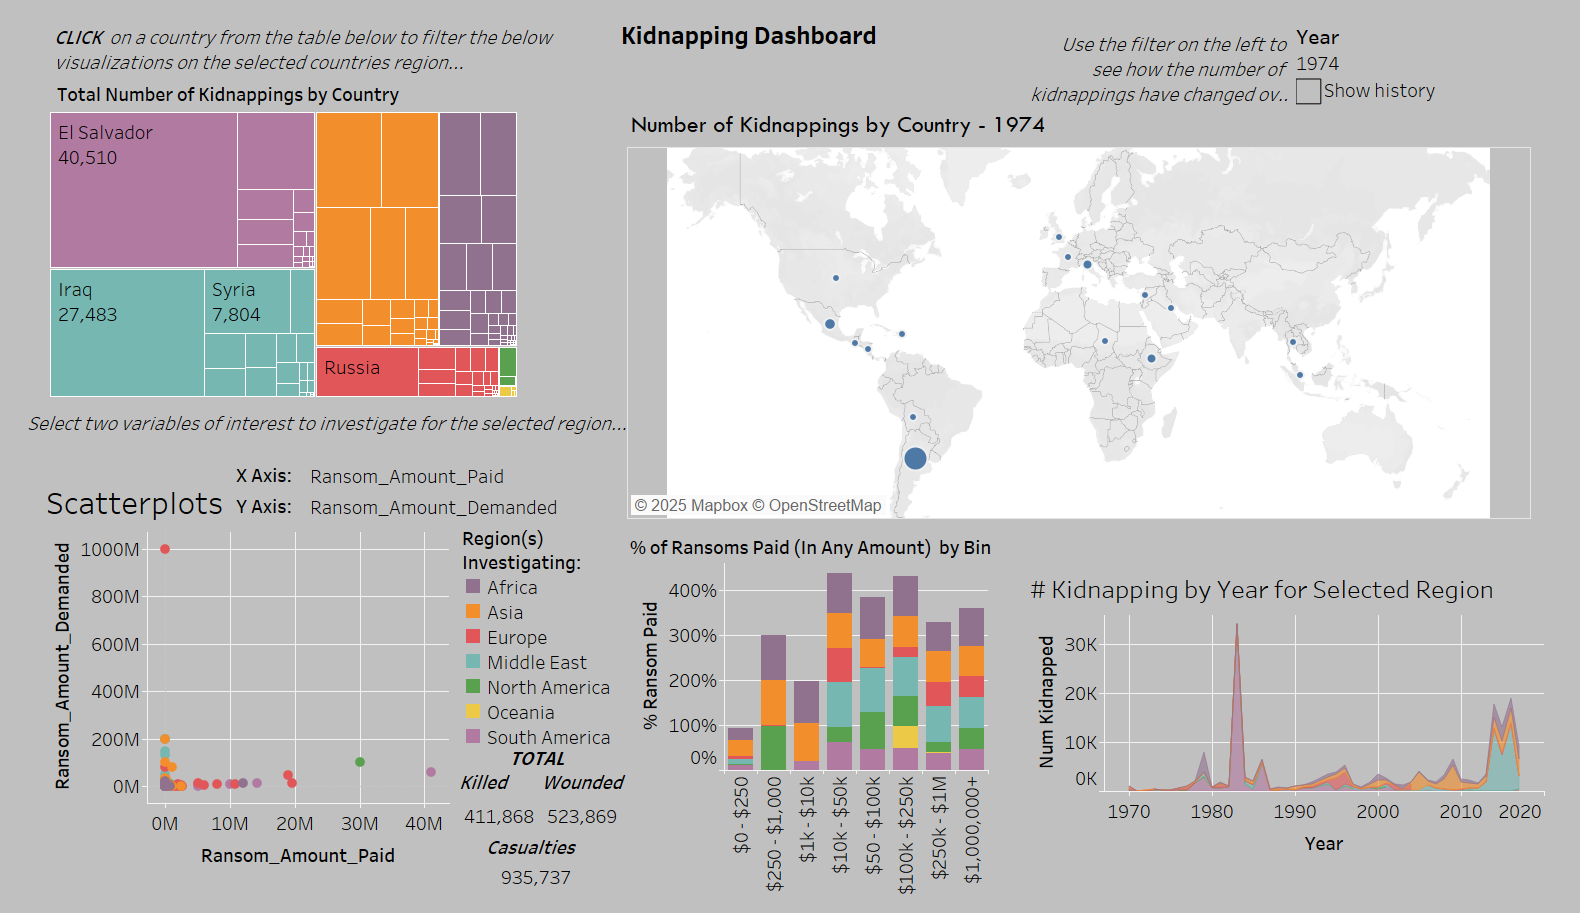 CLICK on a country from the table below to filter the below
visualizations on the selected countries region...
Total Number of Kidnappings by Country
El Salvador
40,510
Iraq
27,483
Syria
7,804
Russia
Kidnapping Dashboard
Use the filter on the left to
see how the number of
kidnappings have changed ov..
Year
1974
Show history
Number of Kidnappings by Country - 1974
© 2025 Mapbox © OpenStreetMap
Select two variables of interest to investigate for the selected region...
Scatterplots
X Axis: Ransom_Amount_Paid
Y Axis: Ransom_Amount_Demanded
Ransom_Amount_Demanded
1000M
800M
600M
400M
200M
0M
0M 10M 20M 30M 40M
Ransom_Amount_Paid
Region(s)
Investigating:
Africa
Asia
Europe
Middle East
North America
Oceania
South America
TOTAL
Killed Wounded
411,868 523,869
Casualties
935,737
% of Ransoms Paid (In Any Amount) by Bin
% Ransom Paid
400%
300%
200%
100%
0%
$0 - $250
$250 - $1,000
$1k - $10k
$10k - $50k
$50 - $100k
$100k - $250k
$250k - $1M
$1,000,000+
# Kidnapping by Year for Selected Region
Num Kidnapped
30K
20K
10K
0K
1970 1980 1990 2000 2010 2020
Year